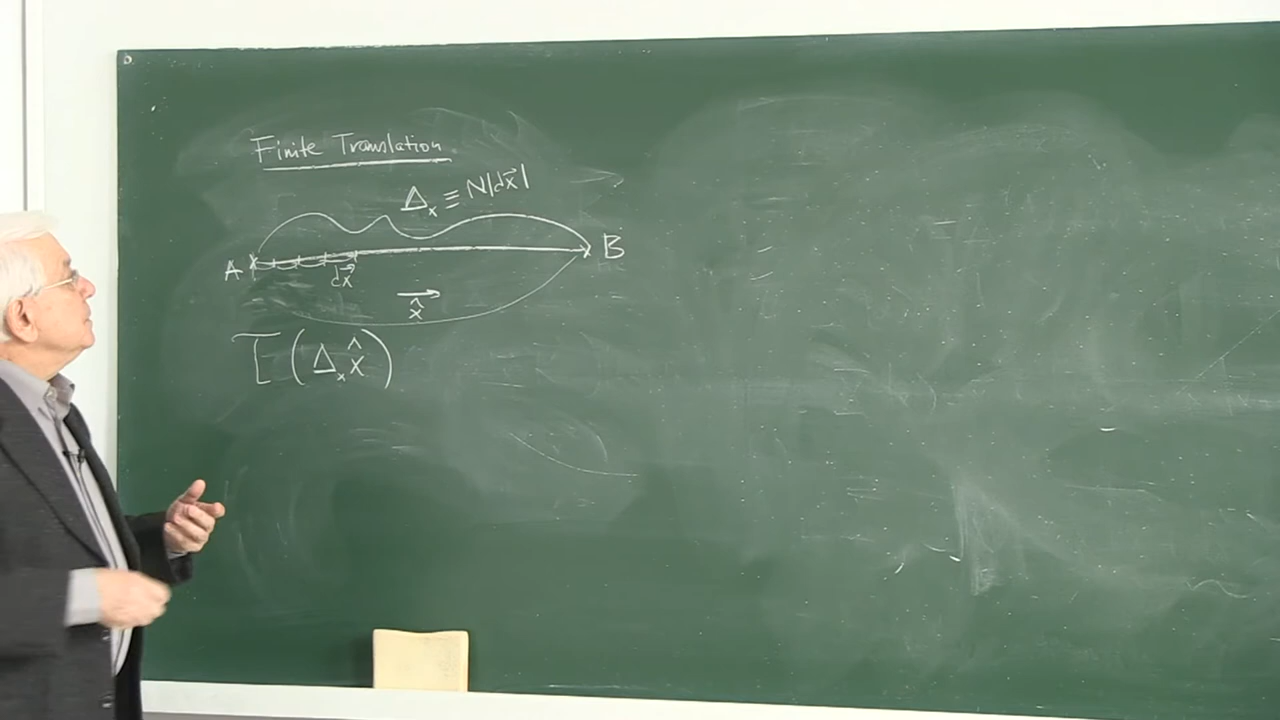 Finite Translation
Δₓ ≡ N|dx⃗|
A B
dx⃗
x̂
T(Δₓ x̂)